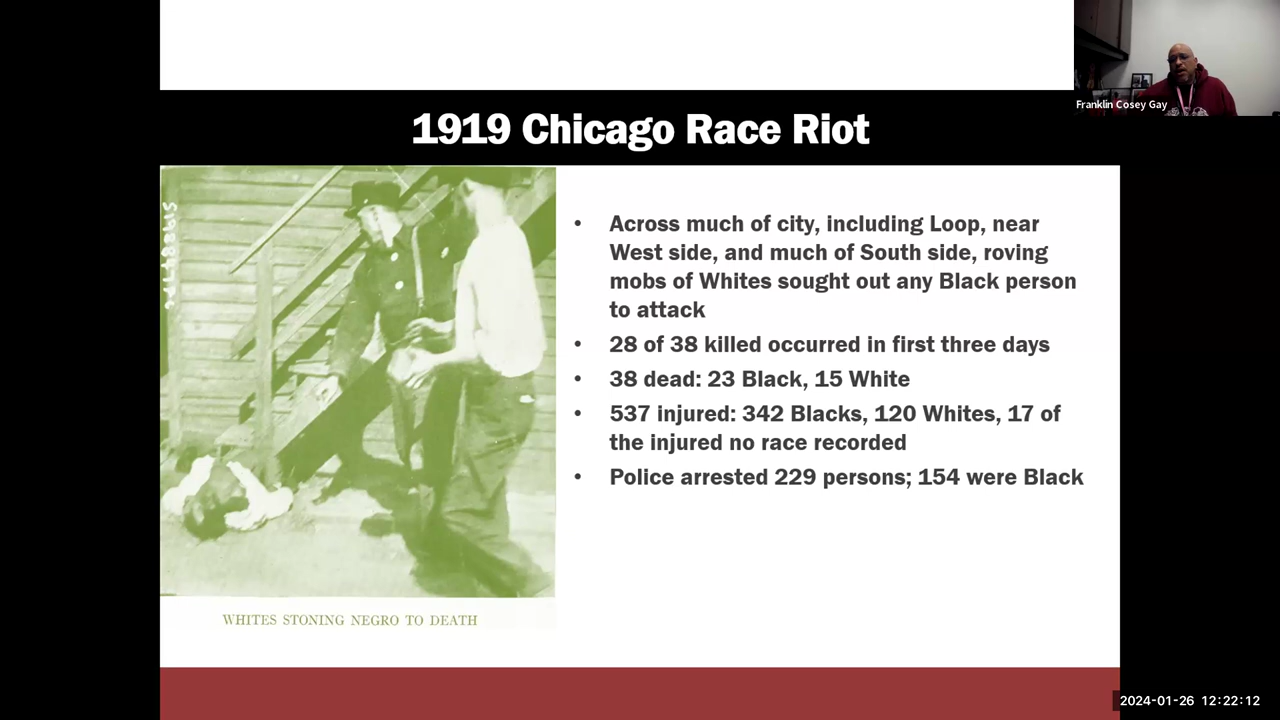 Franklin Cosey Gay
1919 Chicago Race Riot
• Across much of city, including Loop, near
West side, and much of South side, roving
mobs of Whites sought out any Black person
to attack
• 28 of 38 killed occurred in first three days
• 38 dead: 23 Black, 15 White
• 537 injured: 342 Blacks, 120 Whites, 17 of
the injured no race recorded
• Police arrested 229 persons; 154 were Black
WHITES STONING NEGRO TO DEATH
2024-01-26 12:22:12